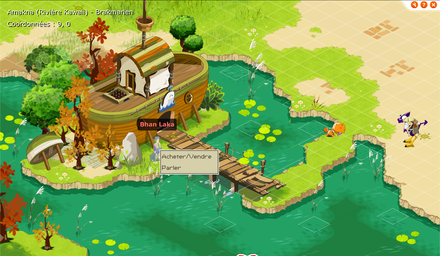 Amakna (Rivière Kawaii) - Brakmarien
Coordonnées : 9, 0
Bhan Laka
Acheter/Vendre
Parler